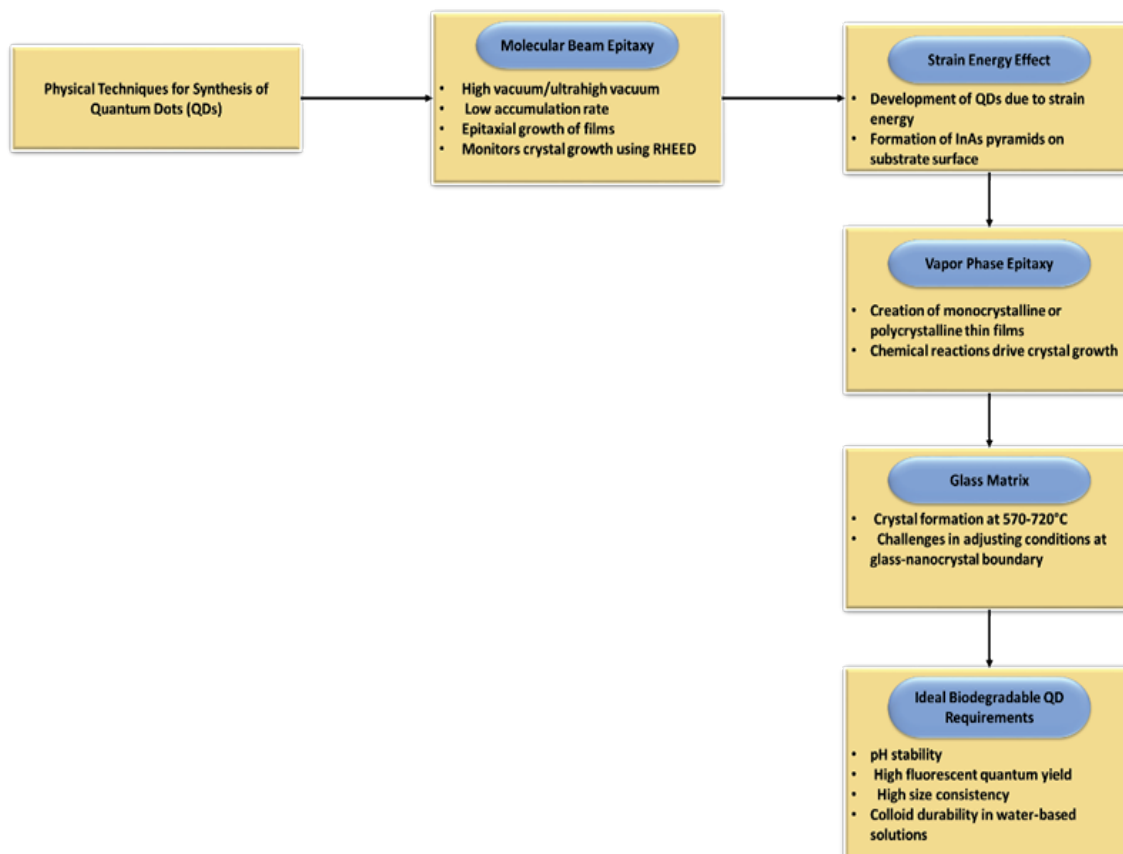 Physical Techniques for Synthesis of
Quantum Dots (QDs)
Molecular Beam Epitaxy
• High vacuum/ultrahigh vacuum
• Low accumulation rate
• Epitaxial growth of films
• Monitors crystal growth using RHEED
Strain Energy Effect
• Development of QDs due to strain
energy
• Formation of InAs pyramids on
substrate surface
Vapor Phase Epitaxy
• Creation of monocrystalline or
polycrystalline thin films
• Chemical reactions drive crystal growth
Glass Matrix
• Crystal formation at 570-720°C
• Challenges in adjusting conditions at
glass-nanocrystal boundary
Ideal Biodegradable QD
Requirements
• pH stability
• High fluorescent quantum yield
• High size consistency
• Colloid durability in water-based
solutions